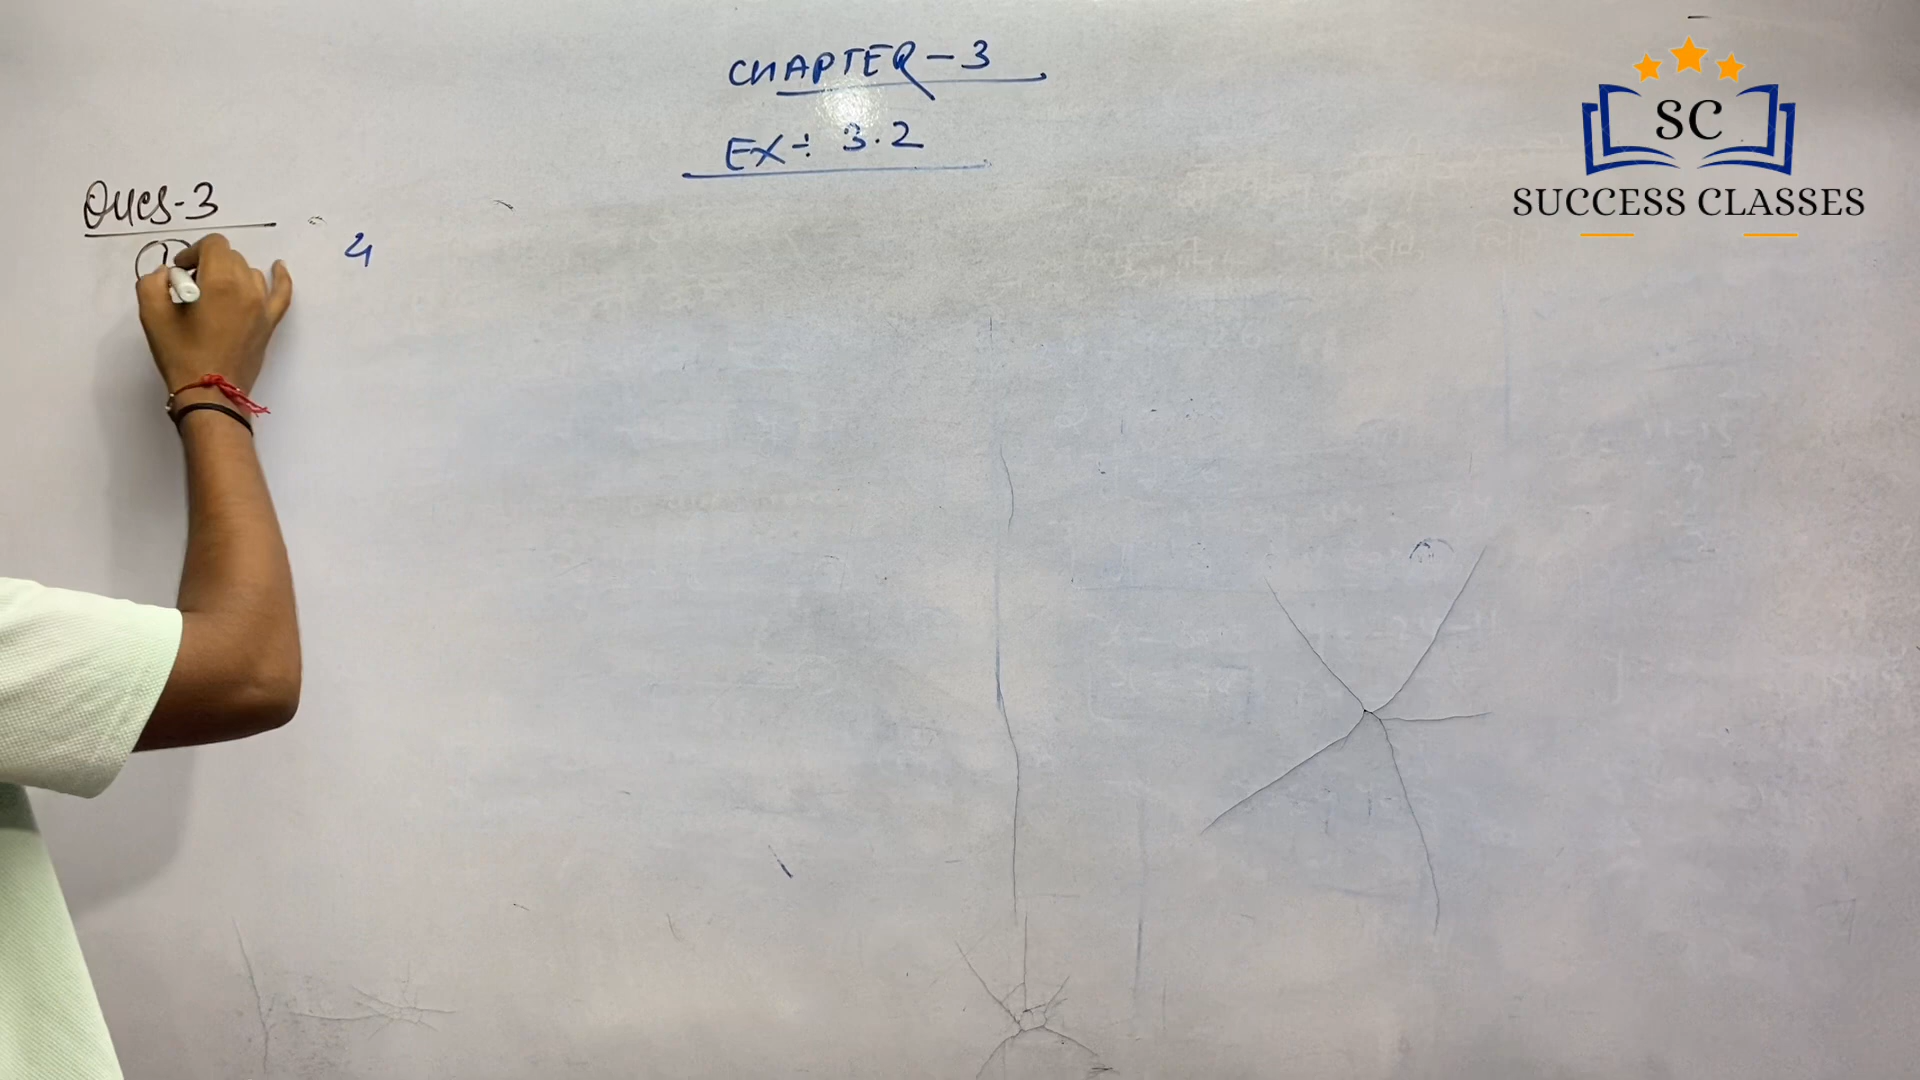 CHAPTER - 3
EX÷ 3.2
SC
SUCCESS CLASSES
Ques-3
4